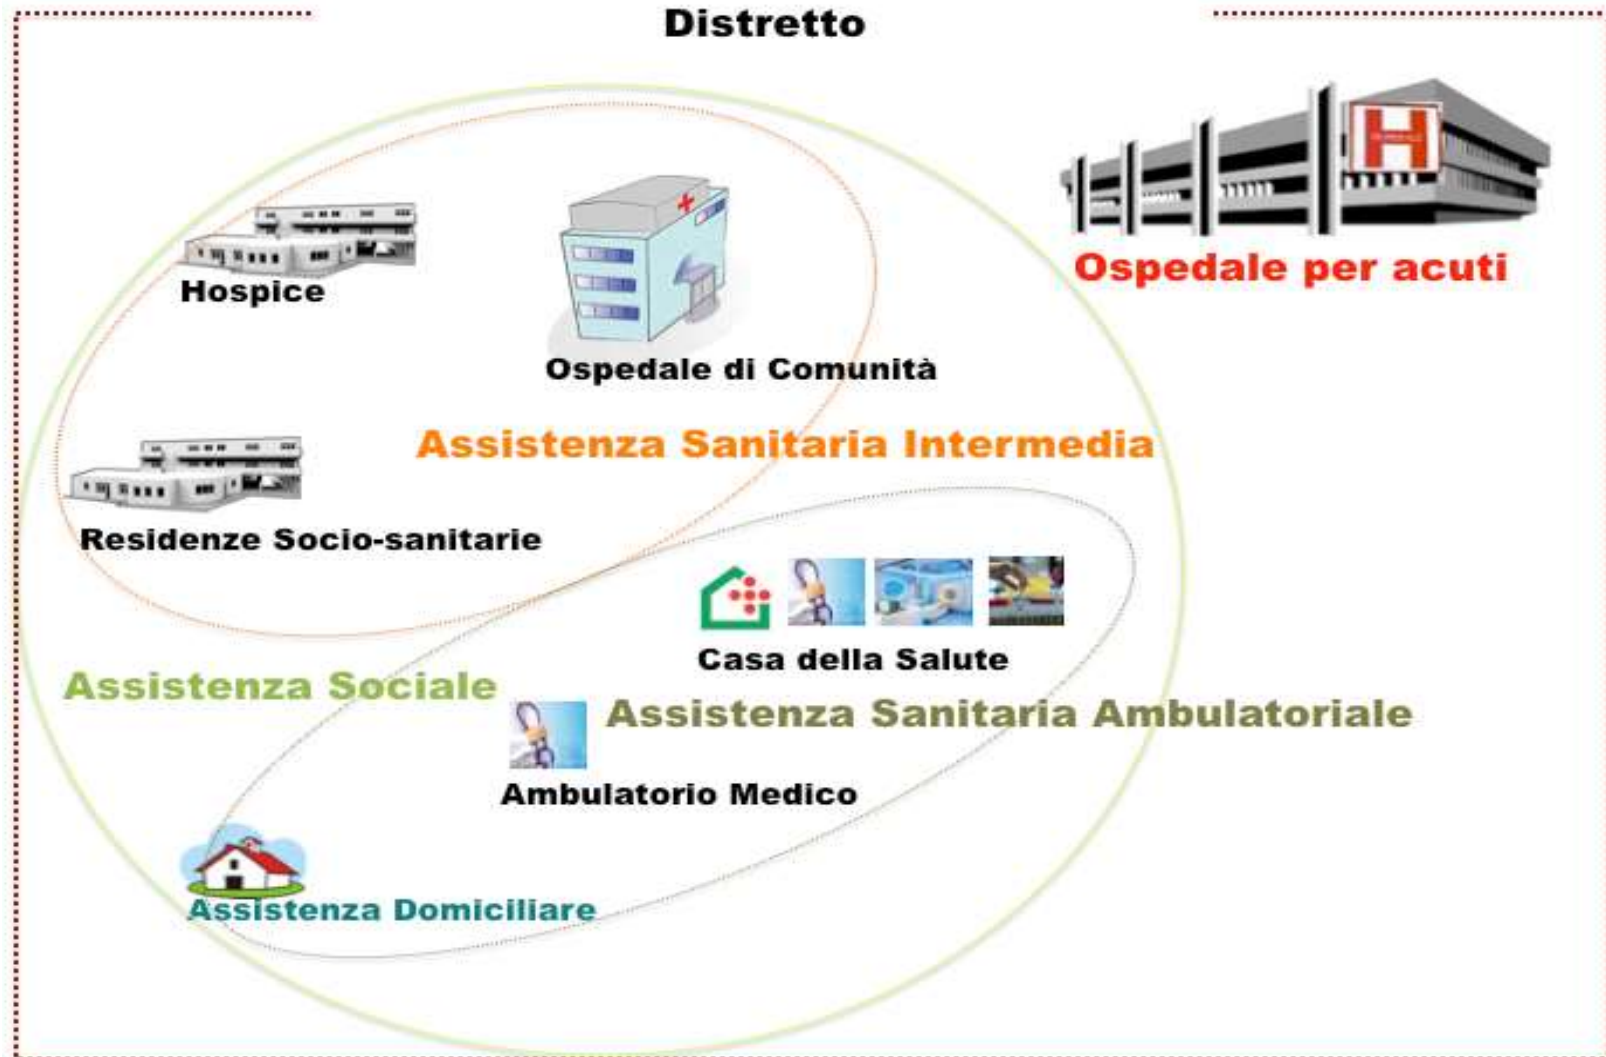 Distretto
H
Ospedale per acuti
Hospice
Ospedale di Comunità
Assistenza Sanitaria Intermedia
Residenze Socio-sanitarie
Casa della Salute
Assistenza Sociale
Assistenza Sanitaria Ambulatoriale
Ambulatorio Medico
Assistenza Domiciliare